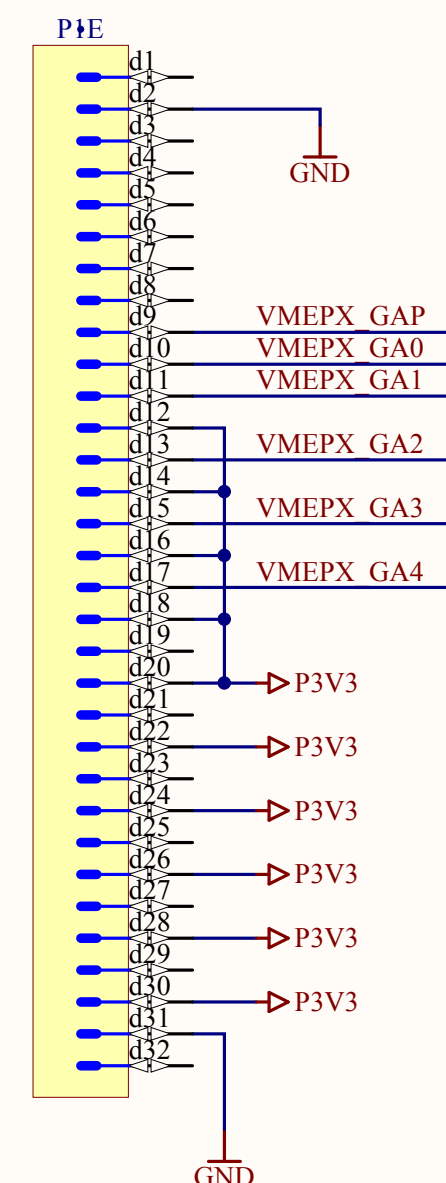 P1E
d1
d2
d3
d4
GND
d5
d6
d7
d8
d9 VMEPX_GAP
d10 VMEPX_GA0
d11 VMEPX_GA1
d12
d13 VMEPX_GA2
d14
d15 VMEPX_GA3
d16
d17 VMEPX_GA4
d18
d19
d20 P3V3
d21
d22 P3V3
d23
d24 P3V3
d25
d26 P3V3
d27
d28 P3V3
d29
d30 P3V3
d31
d32
GND